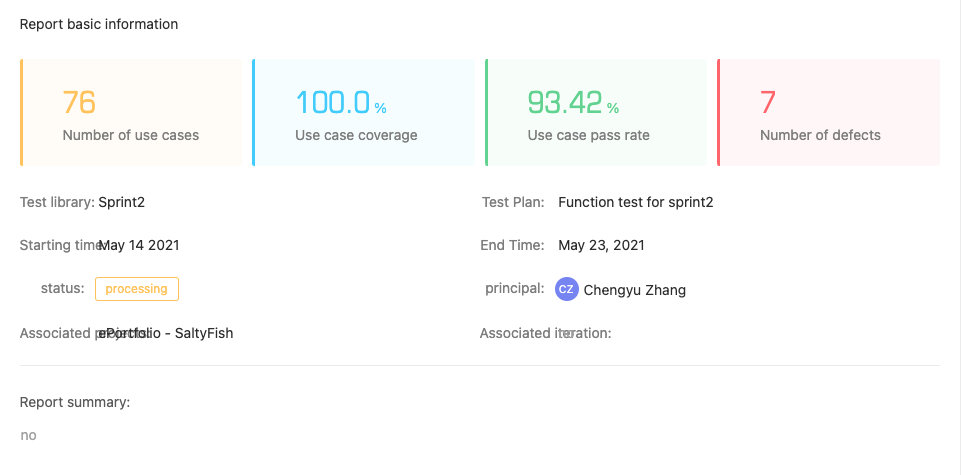 Report basic information
76
Number of use cases
100.0 %
Use case coverage
93.42 %
Use case pass rate
7
Number of defects
Test library: Sprint2
Test Plan: Function test for sprint2
Starting time: May 14 2021
End Time: May 23, 2021
status: processing
principal: CZ Chengyu Zhang
Associated project: ePortfolio - SaltyFish
Associated iteration: no
Report summary:
no